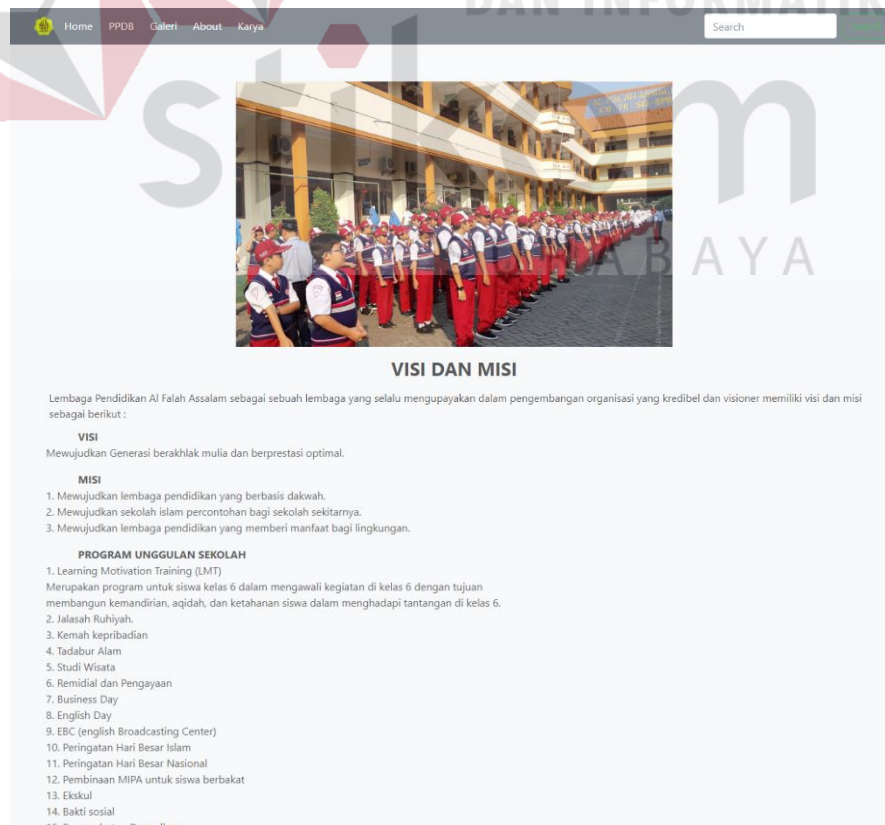 DAN INFORMATIK
Home PPDB Galeri About Karya Search
stikom
SURABAYA
VISI DAN MISI
Lembaga Pendidikan Al Falah Assalam sebagai sebuah lembaga yang selalu mengupayakan dalam pengembangan organisasi yang kredibel dan visioner memiliki visi dan misi
sebagai berikut :
VISI
Mewujudkan Generasi berakhlak mulia dan berprestasi optimal.
MISI
1. Mewujudkan lembaga pendidikan yang berbasis dakwah.
2. Mewujudkan sekolah islam percontohan bagi sekolah sekitarnya.
3. Mewujudkan lembaga pendidikan yang memberi manfaat bagi lingkungan.
PROGRAM UNGGULAN SEKOLAH
1. Learning Motivation Training (LMT)
Merupakan program untuk siswa kelas 6 dalam mengawali kegiatan di kelas 6 dengan tujuan
membangun kemandirian, aqidah, dan ketahanan siswa dalam menghadapi tantangan di kelas 6.
2. Jalasah Ruhiyah.
3. Kemah kepribadian
4. Tadabur Alam
5. Studi Wisata
6. Remidial dan Pengayaan
7. Business Day
8. English Day
9. EBC (english Broadcasting Center)
10. Peringatan Hari Besar Islam
11. Peringatan Hari Besar Nasional
12. Pembinaan MIPA untuk siswa berbakat
13. Ekskul
14. Bakti sosial